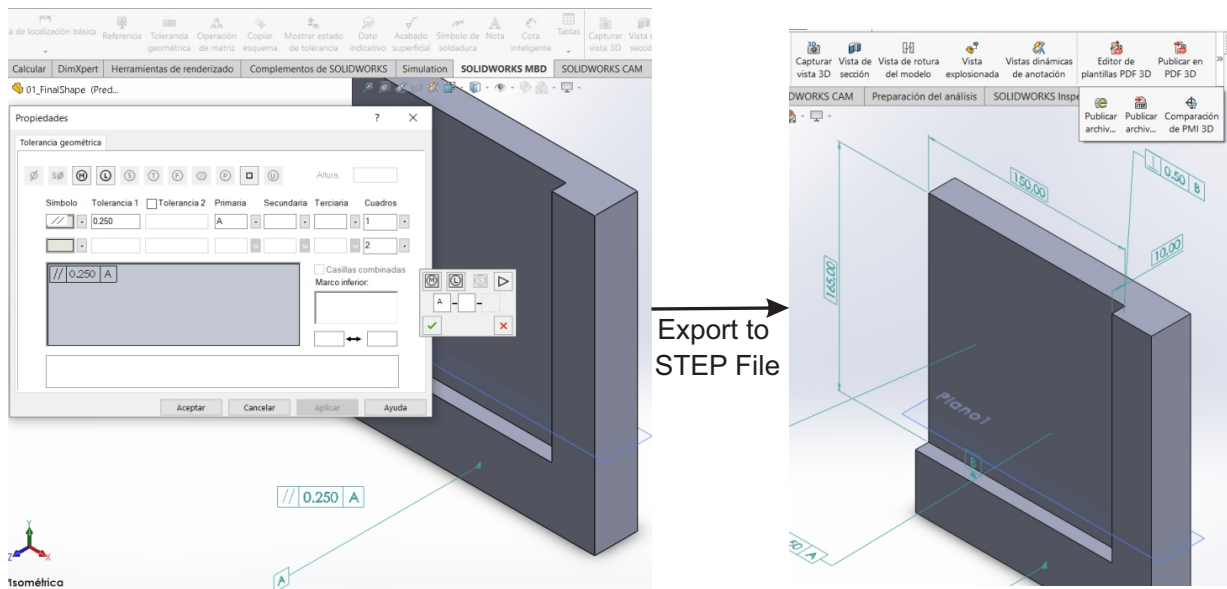 a de localización básica Referencia Tolerancia geométrica Operación de matriz Copiar esquema Mostrar estado de tolerancia Dato indicativo Acabado superficial Símbolo de soldadura Nota Cota inteligente Tablas Capturar vista 3D Vista secció
Calcular DimXpert Herramientas de renderizado Complementos de SOLIDWORKS Simulation SOLIDWORKS MBD SOLIDWORKS CAM
01_FinalShape (Pred...
Propiedades ? ×
Tolerancia geométrica
Ø SØ M L S T F P U Altura:
Símbolo Tolerancia 1 Tolerancia 2 Primaria Secundaria Terciaria Cuadros
// 0.250 A 1
2
// 0.250 A
Casillas combinadas
Marco inferior:
M L S
A - -
Aceptar Cancelar Aplicar Ayuda
// 0.250 A
A
Y
Z X
*Isométrica
Export to
STEP File
Capturar vista 3D Vista de sección Vista de rotura del modelo Vista explosionada Vistas dinámicas de anotación Editor de plantillas PDF 3D Publicar en PDF 3D »
DWORKS CAM Preparación del análisis SOLIDWORKS Inspe
Publicar archiv... Publicar archiv... Comparación de PMI 3D
⊥ 0,50 B
150,00
10,00
165,00
Plano1
B
50 A